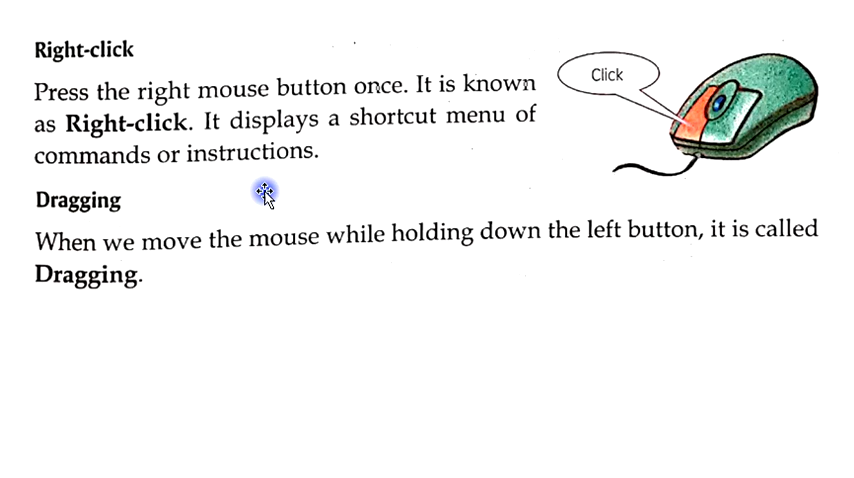 Right-click
Press the right mouse button once. It is known
as Right-click. It displays a shortcut menu of
commands or instructions.
Click
Dragging
When we move the mouse while holding down the left button, it is called
Dragging.